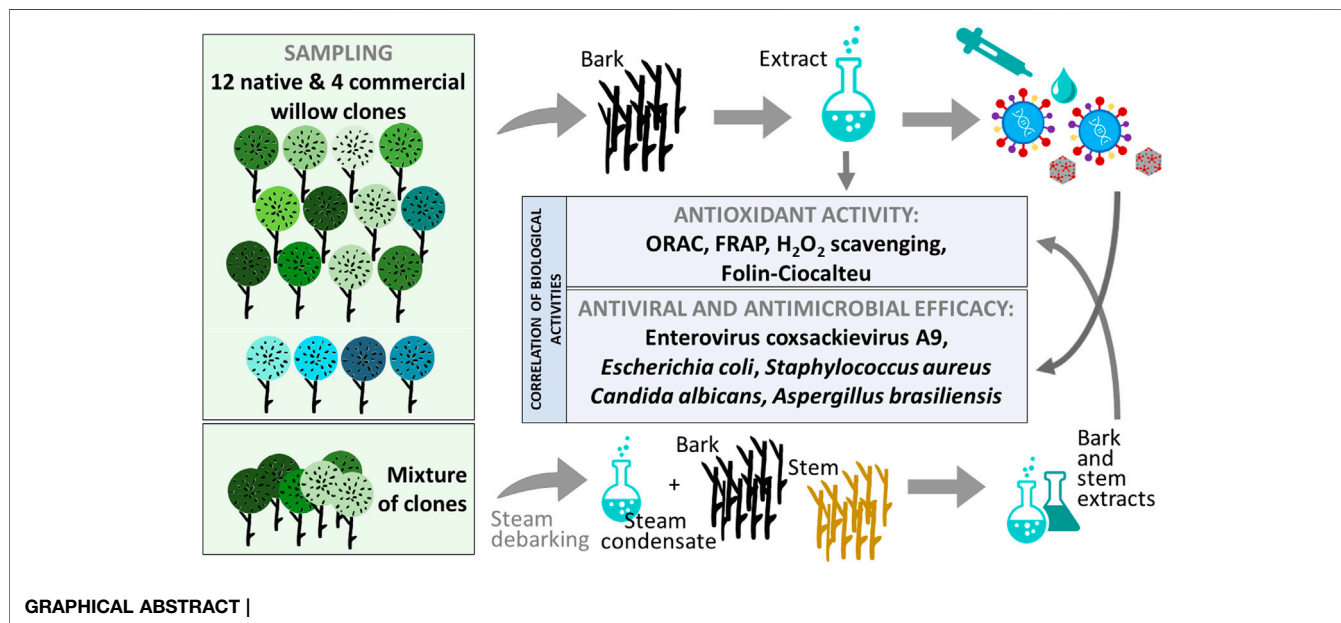 SAMPLING
12 native & 4 commercial
willow clones
Bark
Extract
CORRELATION OF BIOLOGICAL
ACTIVITIES
ANTIOXIDANT ACTIVITY:
ORAC, FRAP, H₂O₂ scavenging,
Folin-Ciocalteu
ANTIVIRAL AND ANTIMICROBIAL EFFICACY:
Enterovirus coxsackievirus A9,
Escherichia coli, Staphylococcus aureus
Candida albicans, Aspergillus brasiliensis
Mixture
of clones
Steam
debarking
Steam
condensate
+
Bark
Stem
Bark
and
stem
extracts
GRAPHICAL ABSTRACT |